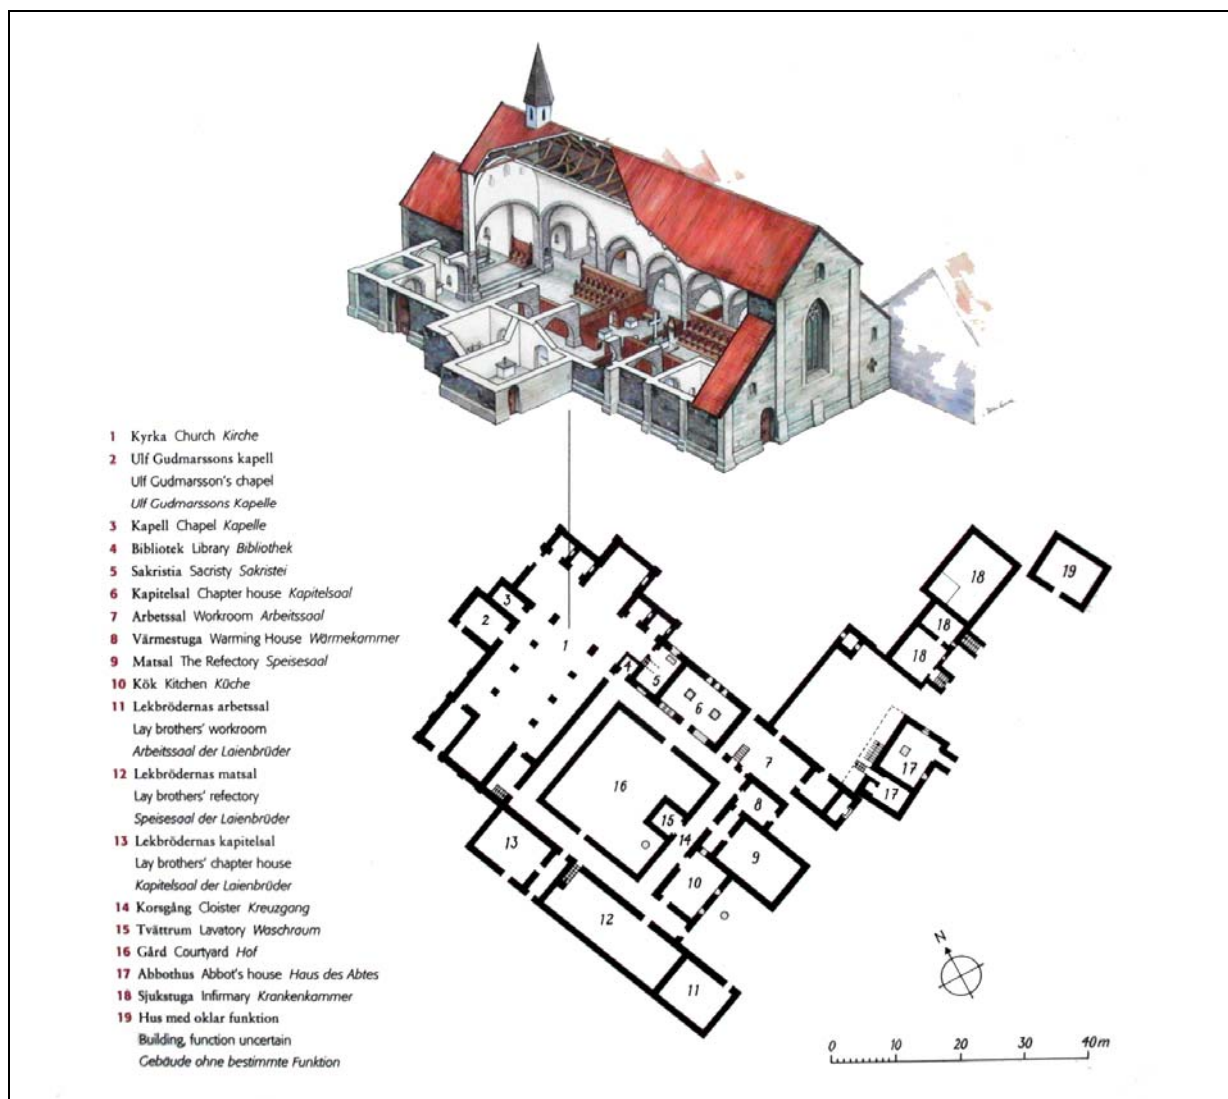 1 Kyrka Church Kirche
2 Ulf Gudmarssons kapell
Ulf Gudmarsson's chapel
Ulf Gudmarssons Kapelle
3 Kapell Chapel Kapelle
4 Bibliotek Library Bibliothek
5 Sakristia Sacristy Sakristei
6 Kapitelsal Chapter house Kapitelsaal
7 Arbetssal Workroom Arbeitssaal
8 Värmestuga Warming House Wärmekammer
9 Matsal The Refectory Speisesaal
10 Kök Kitchen Küche
11 Lekbrödernas arbetssal
Lay brothers' workroom
Arbeitssaal der Laienbrüder
12 Lekbrödernas matsal
Lay brothers' refectory
Speisesaal der Laienbrüder
13 Lekbrödernas kapitelsal
Lay brothers' chapter house
Kapitelsaal der Laienbrüder
14 Korsgång Cloister Kreuzgang
15 Tvättrum Lavatory Waschraum
16 Gård Courtyard Hof
17 Abbothus Abbot's house Haus des Abtes
18 Sjukstuga Infirmary Krankenkammer
19 Hus med oklar funktion
Building, function uncertain
Gebäude ohne bestimmte Funktion
18
19
3
18
2
1
18
4
5
6
7
17
16
17
8
15
14
13
9
10
12
11
N
0 10 20 30 40 m